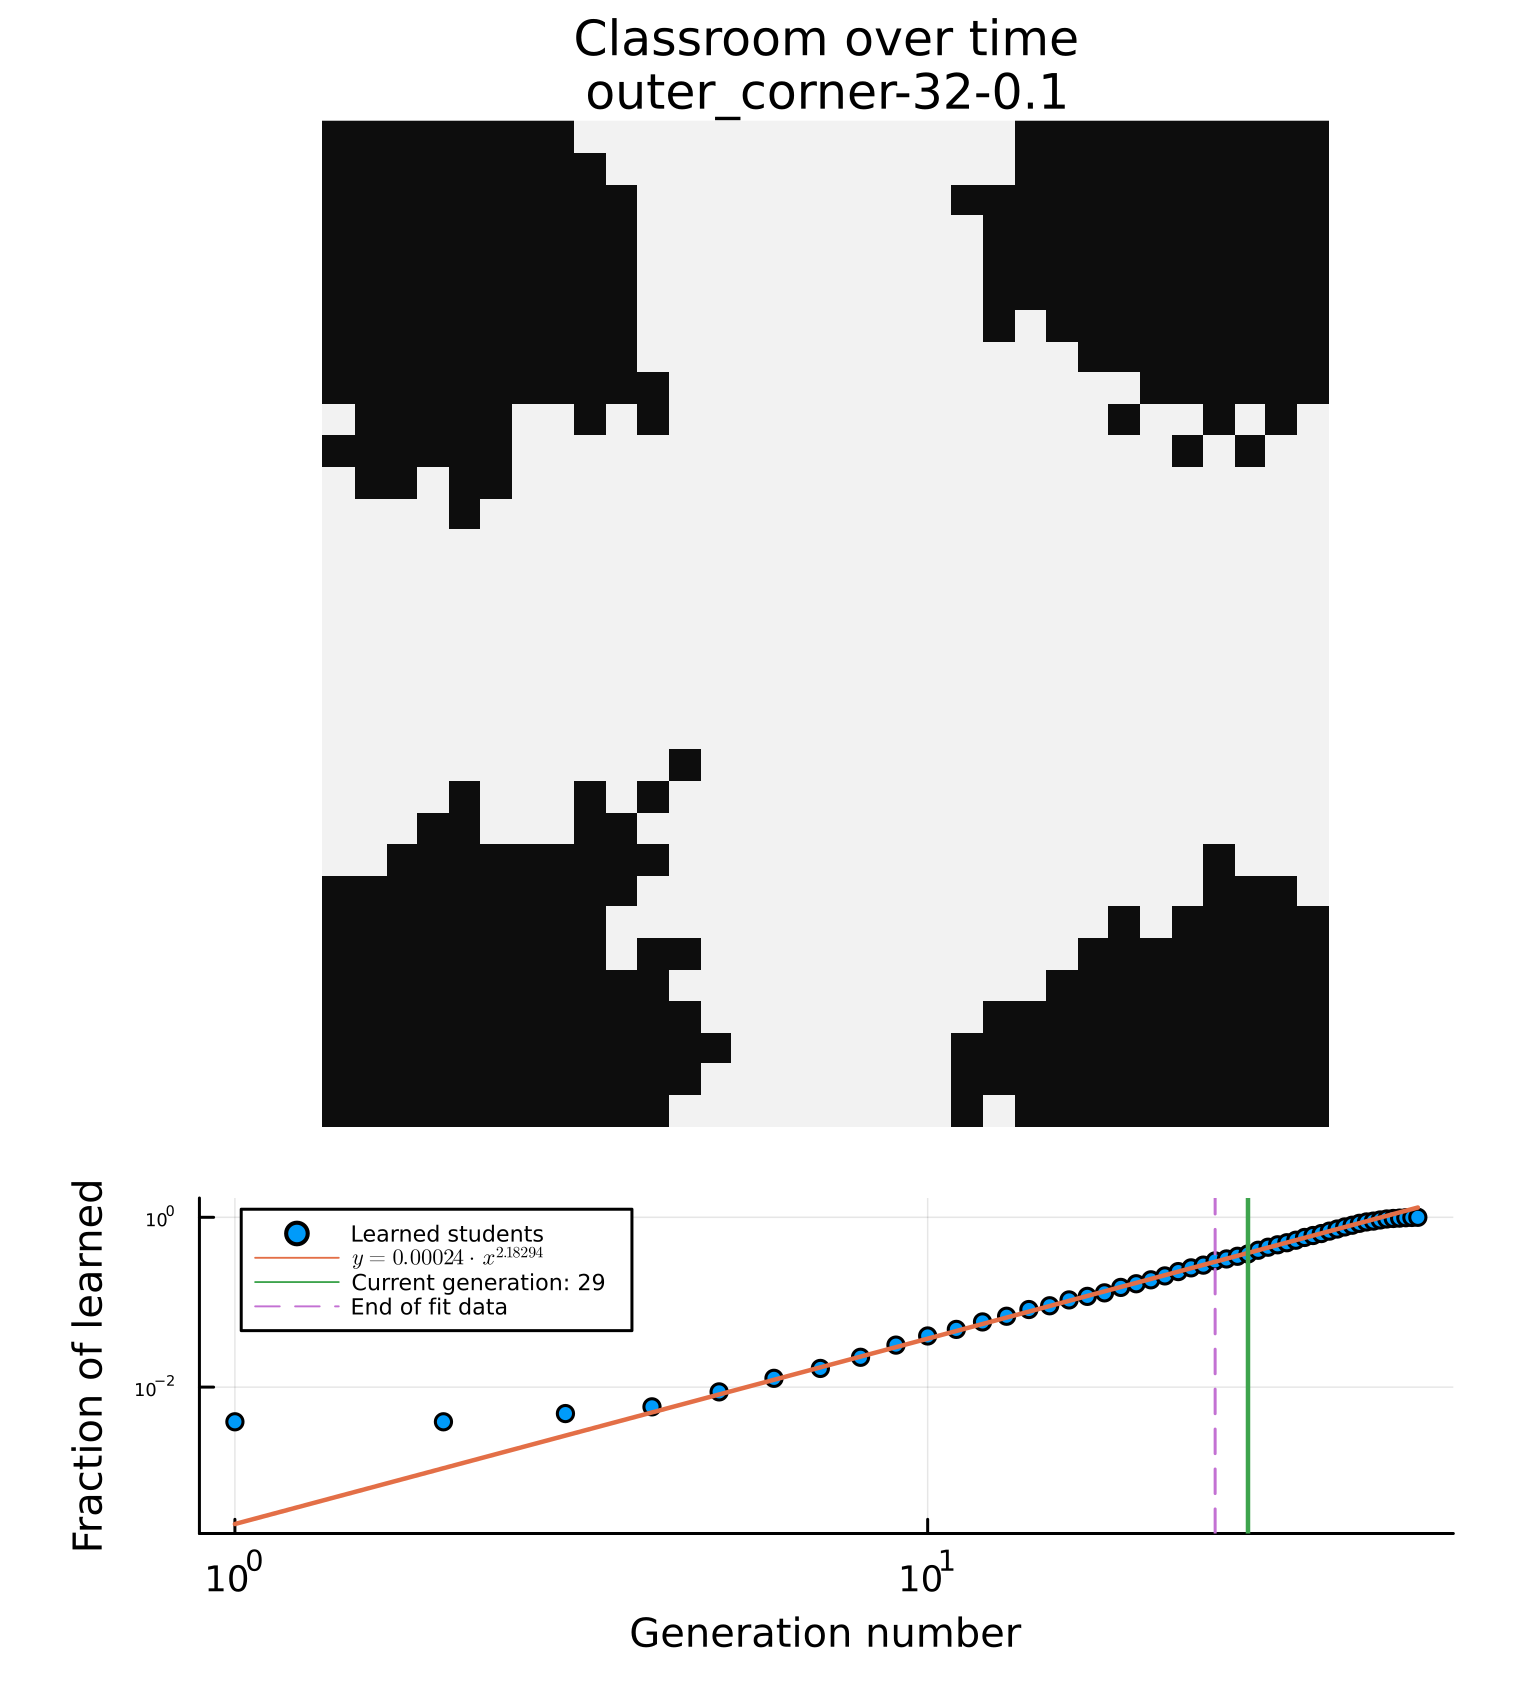 Classroom over time
outer_corner-32-0.1
Fraction of learned
10^0
10^-2
Learned students
y = 0.00024 · x^2.18294
Current generation: 29
End of fit data
10^0
10^1
Generation number